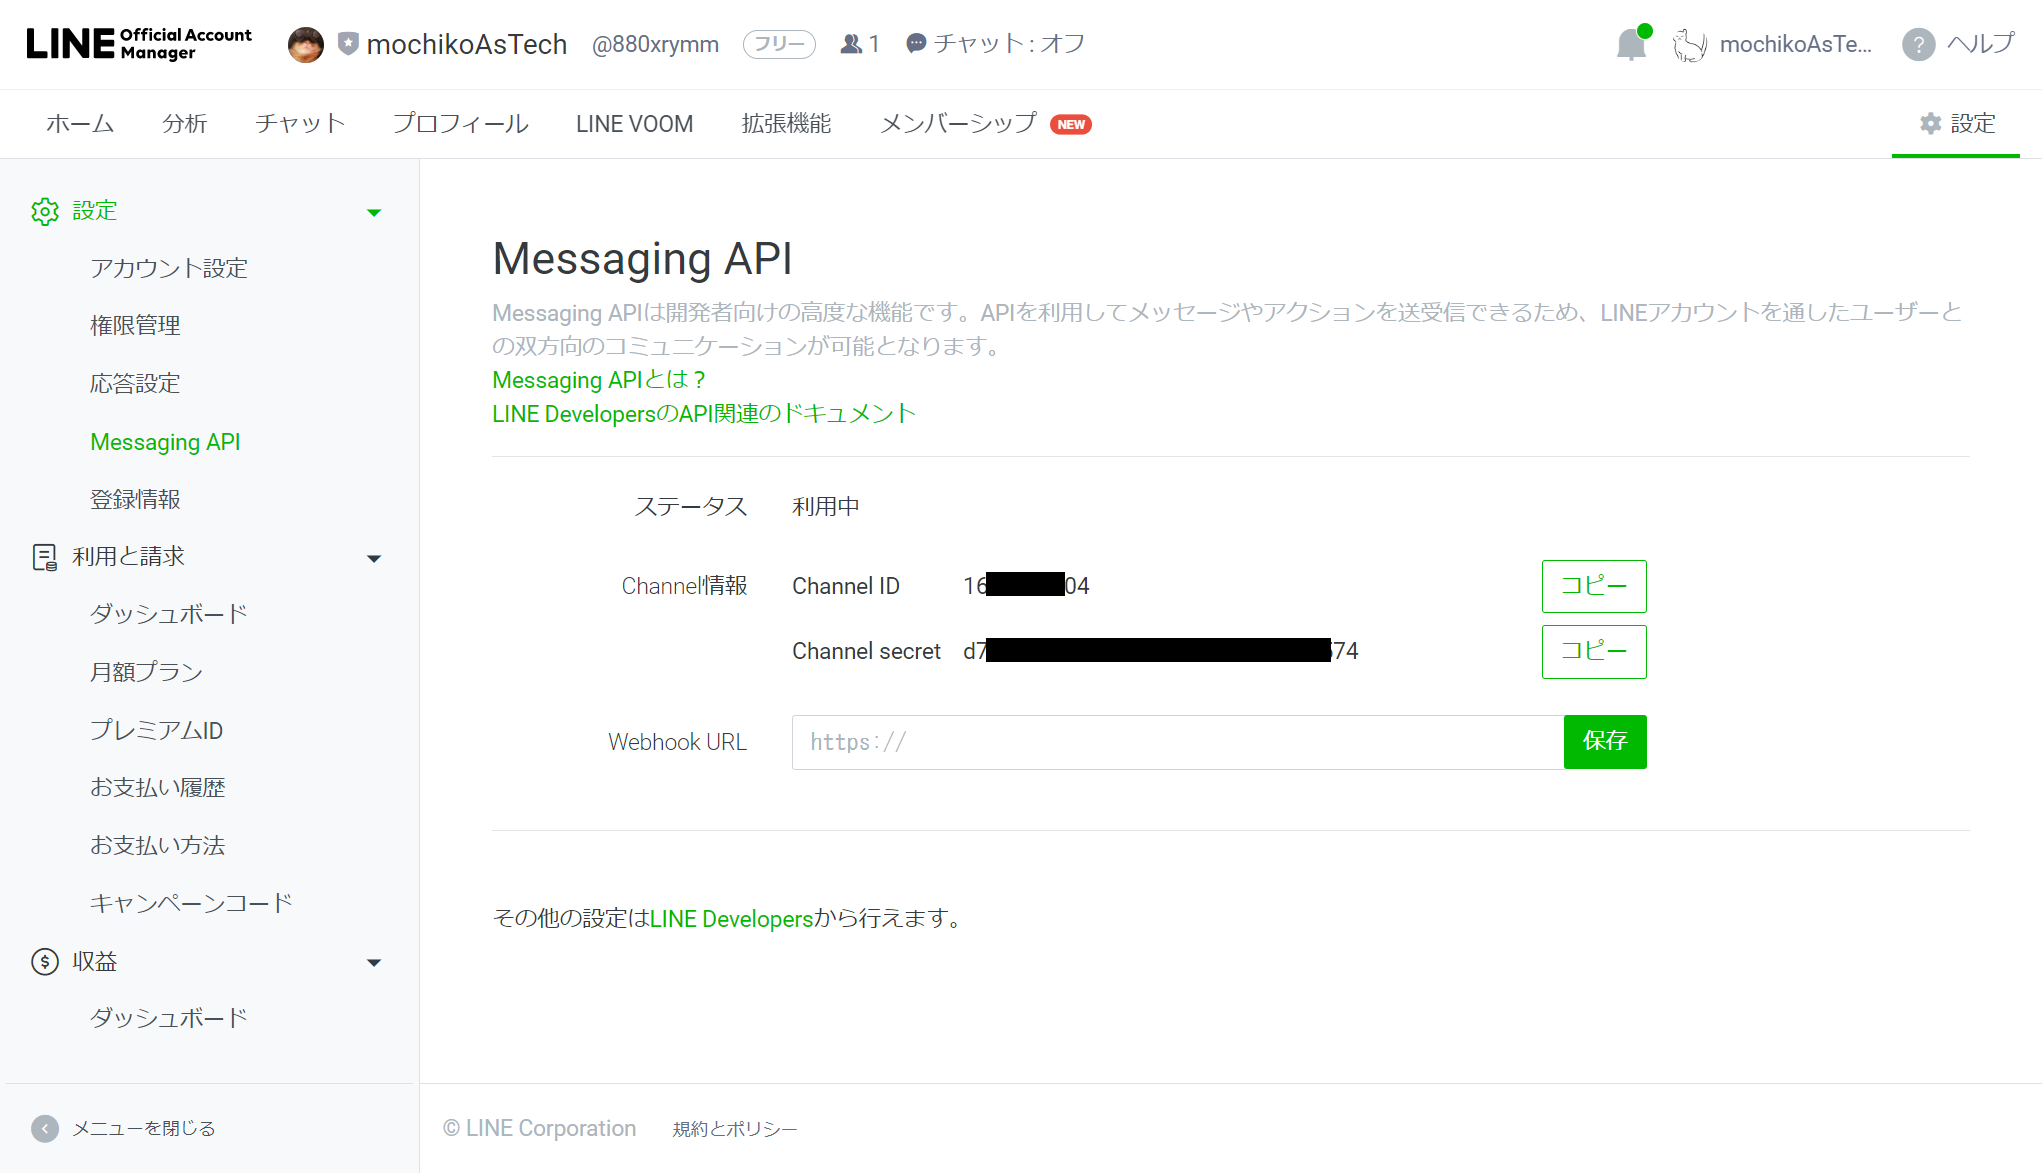 LINE Official Account Manager
mochikoAsTech @880xrymm フリー 1 チャット : オフ
mochikoAsTe... ? ヘルプ
ホーム 分析 チャット プロフィール LINE VOOM 拡張機能 メンバーシップ NEW 設定
設定
アカウント設定
権限管理
応答設定
Messaging API
登録情報
利用と請求
ダッシュボード
月額プラン
プレミアムID
お支払い履歴
お支払い方法
キャンペーンコード
収益
ダッシュボード
メニューを閉じる
Messaging API
Messaging APIは開発者向けの高度な機能です。APIを利用してメッセージやアクションを送受信できるため、LINEアカウントを通したユーザーと
の双方向のコミュニケーションが可能となります。
Messaging APIとは？
LINE DevelopersのAPI関連のドキュメント
ステータス 利用中
Channel情報 Channel ID 16 04 コピー
Channel secret d7 74 コピー
Webhook URL https:// 保存
その他の設定はLINE Developersから行えます。
© LINE Corporation 規約とポリシー